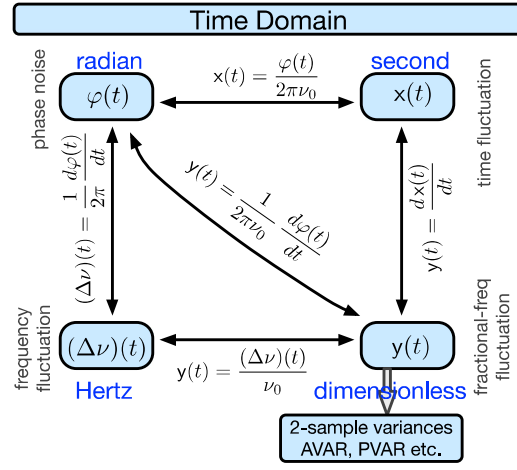 Time Domain
radian
second
phase noise
φ(t)
x(t) = φ(t) / 2πν₀
x(t)
time fluctuation
(Δν)(t) = 1/2π dφ(t)/dt
y(t) = 1/2πν₀ dφ(t)/dt
y(t) = dx(t)/dt
frequency
fluctuation
(Δν)(t)
y(t) = (Δν)(t) / ν₀
y(t)
fractional-freq
fluctuation
Hertz
dimensionless
2-sample variances
AVAR, PVAR etc.